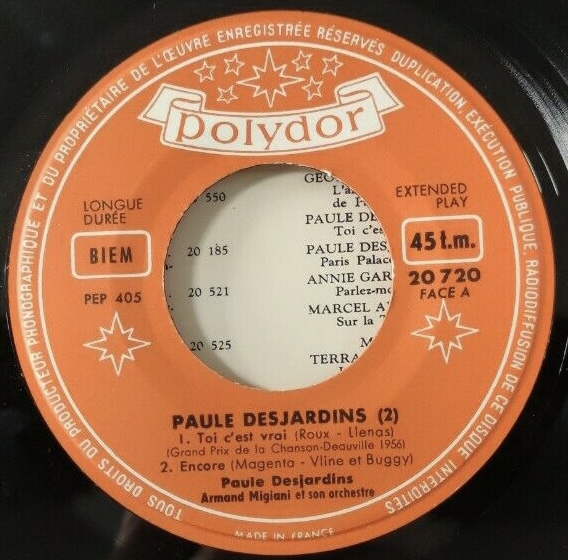 TOUS DROITS DU PRODUCTEUR PHONOGRAPHIQUE ET DU PROPRIÉTAIRE DE L'ŒUVRE ENREGISTRÉE RÉSERVÉS DUPLICATION, EXÉCUTION PUBLIQUE, RADIODIFFUSION DE CE DISQUE INTERDITES
polydor
LONGUE
DURÉE
BIEM
PEP 405
EXTENDED
PLAY
45 t.m.
20 720
FACE A
GEO
550
L'a
de l
PAULE DE
Toi c'es
20 185
PAULE DES
Paris Palac
ANNIE GAR
20 521
Parlez-mo
MARCEL A
Sur la
20 525
M
TERRA
PAULE DESJARDINS (2)
1. Toi c'est vrai (Roux - Llenas)
(Grand Prix de la Chanson-Deauville 1956)
2. Encore (Magenta - Vline et Buggy)
Paule Desjardins
Armand Migiani et son orchestre
MADE IN FRANCE